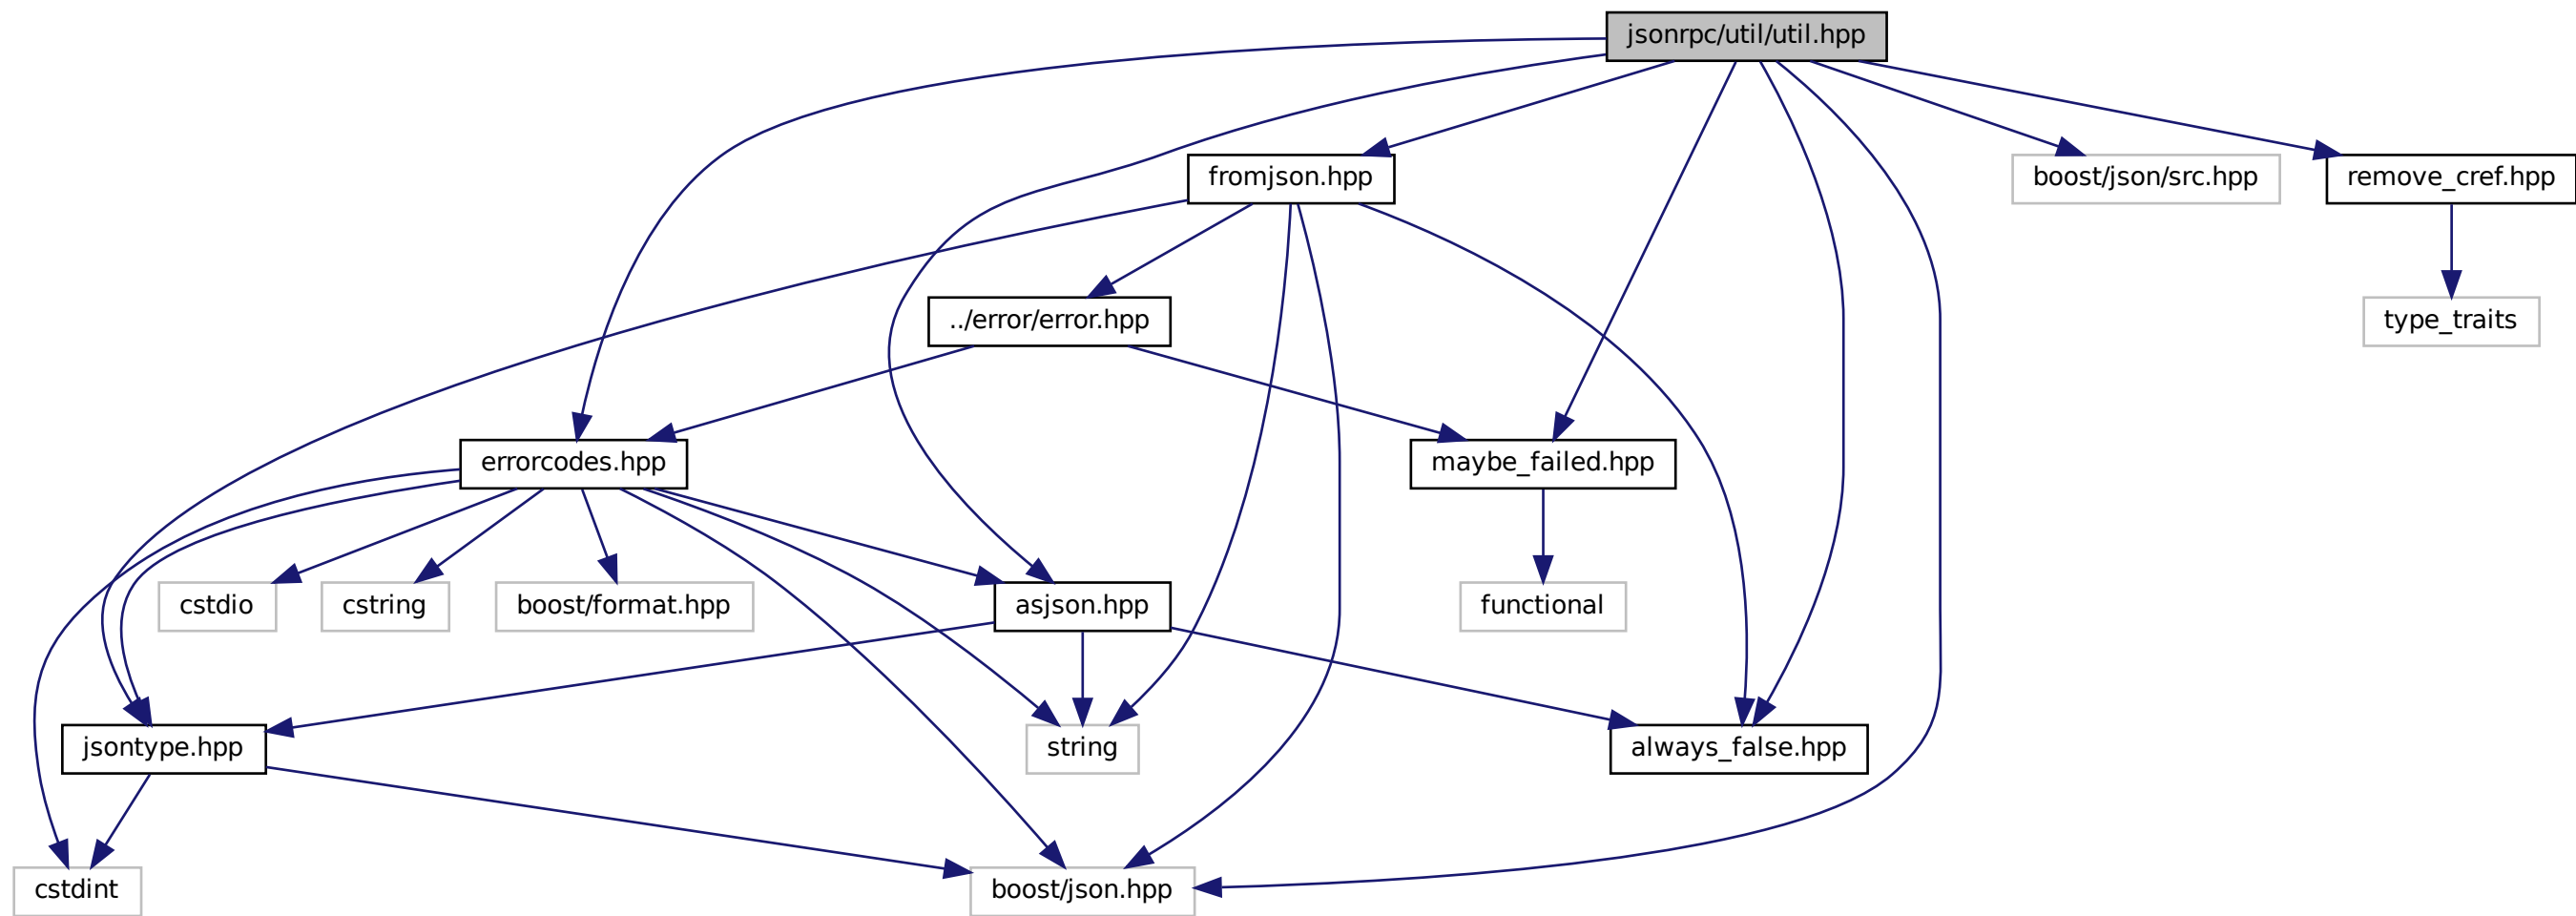 jsonrpc/util/util.hpp
fromjson.hpp
boost/json/src.hpp
remove_cref.hpp
../error/error.hpp
type_traits
errorcodes.hpp
maybe_failed.hpp
cstdio
cstring
boost/format.hpp
asjson.hpp
functional
jsontype.hpp
string
always_false.hpp
cstdint
boost/json.hpp